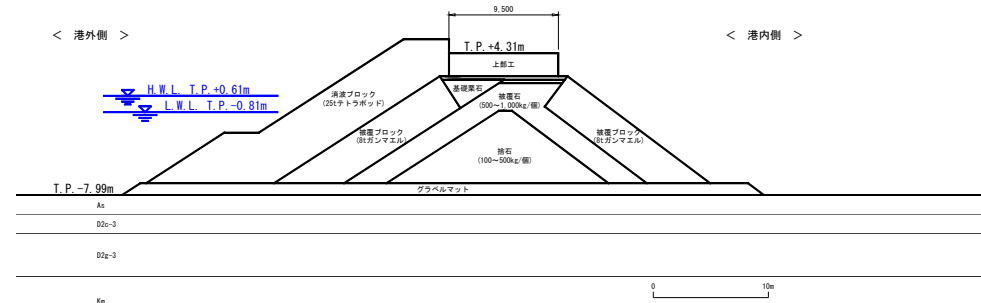 9,500
< 港外側 >
< 港内側 >
T.P.+4.31m
上部工
H.W.L. T.P.+0.61m
L.W.L. T.P.-0.81m
消波ブロック
(25tテトラポッド)
基礎栗石
被覆石
(500～1,000kg/個)
被覆ブロック
(8tガンマエル)
被覆ブロック
(8tガンマエル)
捨石
(100～500kg/個)
T.P.-7.99m
グラベルマット
As
D2c-3
D2g-3
0
10m
Km